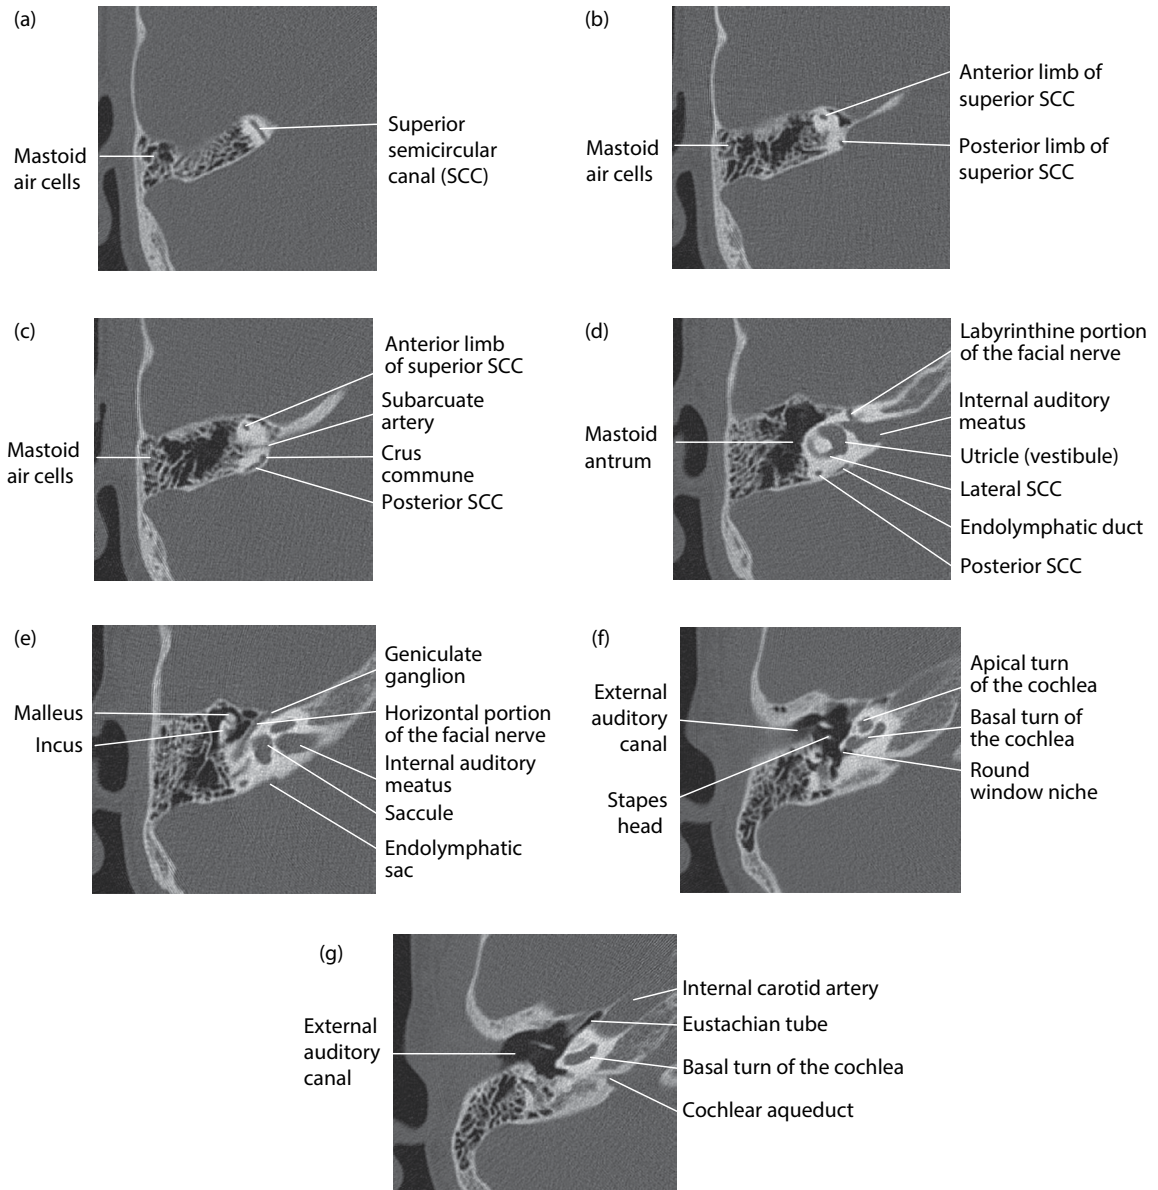 (a)
Mastoid
air cells
Superior
semicircular
canal (SCC)
(b)
Mastoid
air cells
Anterior limb of
superior SCC
Posterior limb of
superior SCC
(c)
Mastoid
air cells
Anterior limb
of superior SCC
Subarcuate
artery
Crus
commune
Posterior SCC
(d)
Mastoid
antrum
Labyrinthine portion
of the facial nerve
Internal auditory
meatus
Utricle (vestibule)
Lateral SCC
Endolymphatic duct
Posterior SCC
(e)
Malleus
Incus
Geniculate
ganglion
Horizontal portion
of the facial nerve
Internal auditory
meatus
Saccule
Endolymphatic
sac
(f)
External
auditory
canal
Stapes
head
Apical turn
of the cochlea
Basal turn of
the cochlea
Round
window niche
(g)
External
auditory
canal
Internal carotid artery
Eustachian tube
Basal turn of the cochlea
Cochlear aqueduct